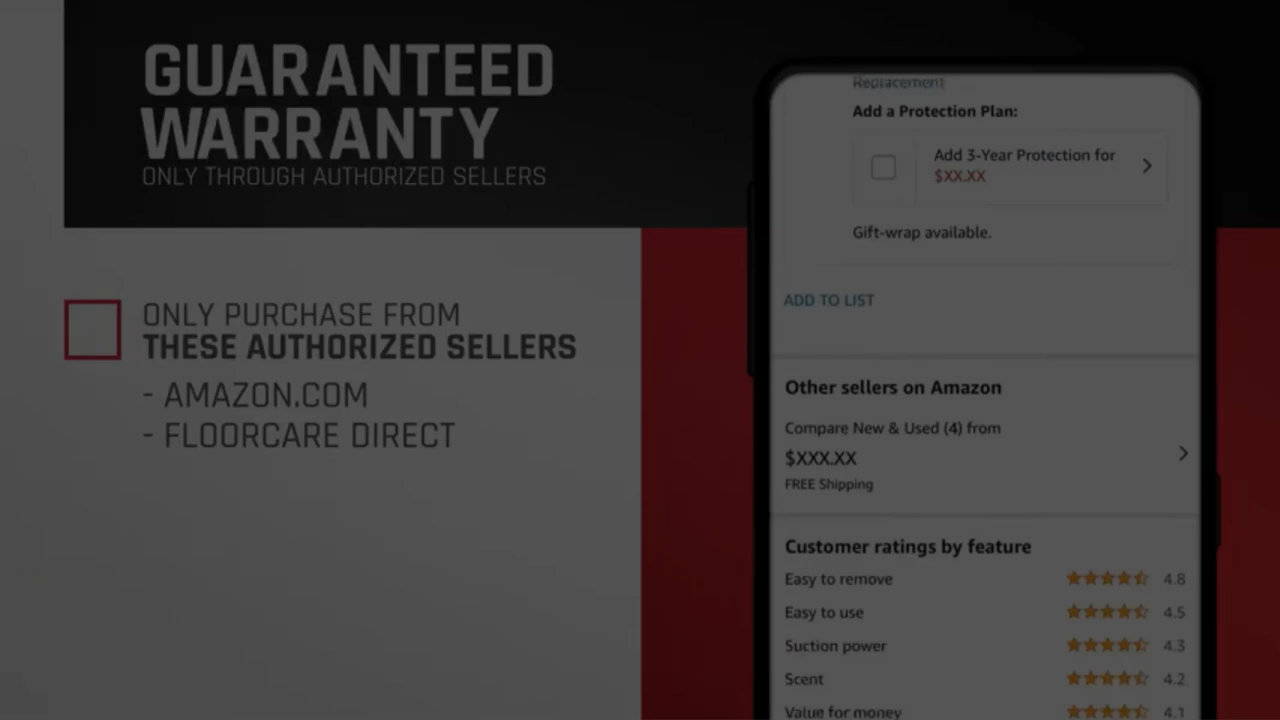 GUARANTEED
WARRANTY
ONLY THROUGH AUTHORIZED SELLERS
ONLY PURCHASE FROM
THESE AUTHORIZED SELLERS
- AMAZON.COM
- FLOORCARE DIRECT
Replacement
Add a Protection Plan:
Add 3-Year Protection for
$XX.XX
Gift-wrap available.
ADD TO LIST
Other sellers on Amazon
Compare New & Used (4) from
$XXX.XX
FREE Shipping
Customer ratings by feature
Easy to remove 4.8
Easy to use 4.5
Suction power 4.3
Scent 4.2
Value for money 4.1